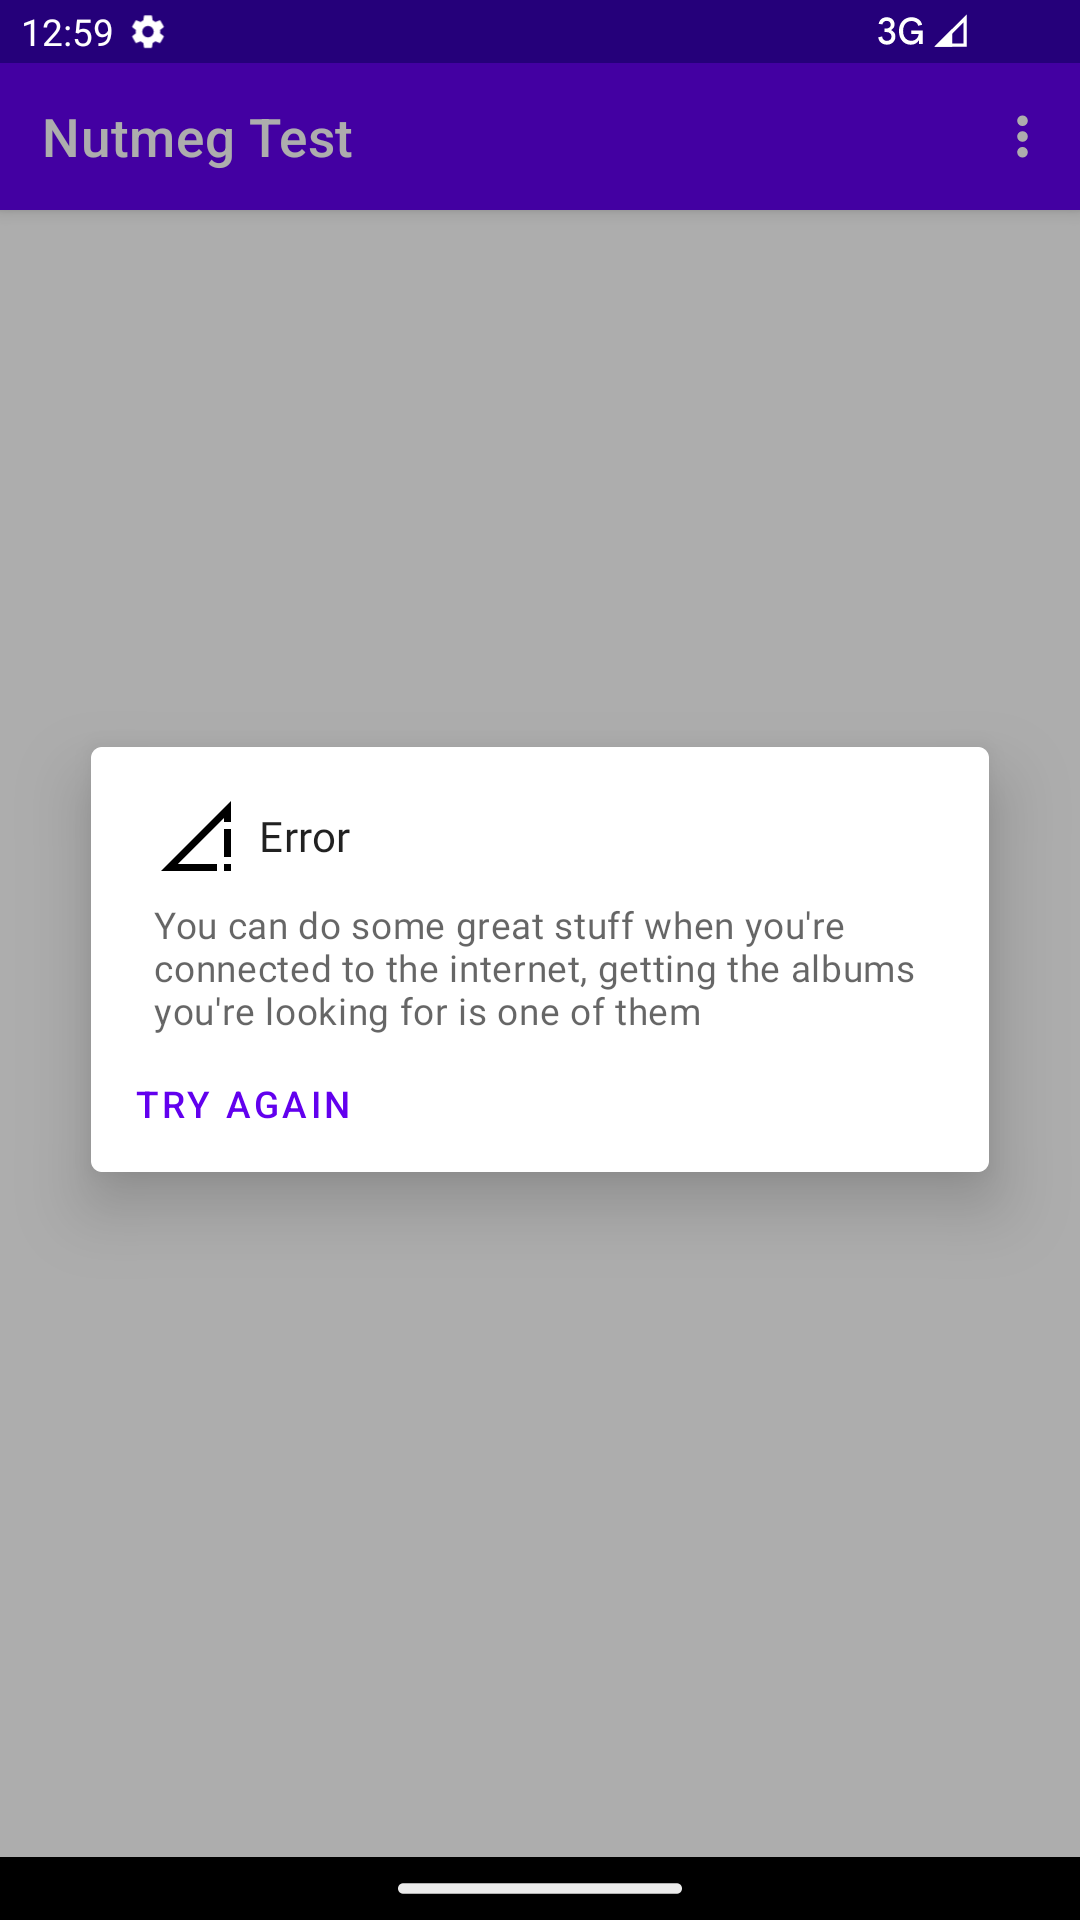 12:59
3G
Nutmeg Test
Error
You can do some great stuff when you're
connected to the internet, getting the albums
you're looking for is one of them
TRY AGAIN